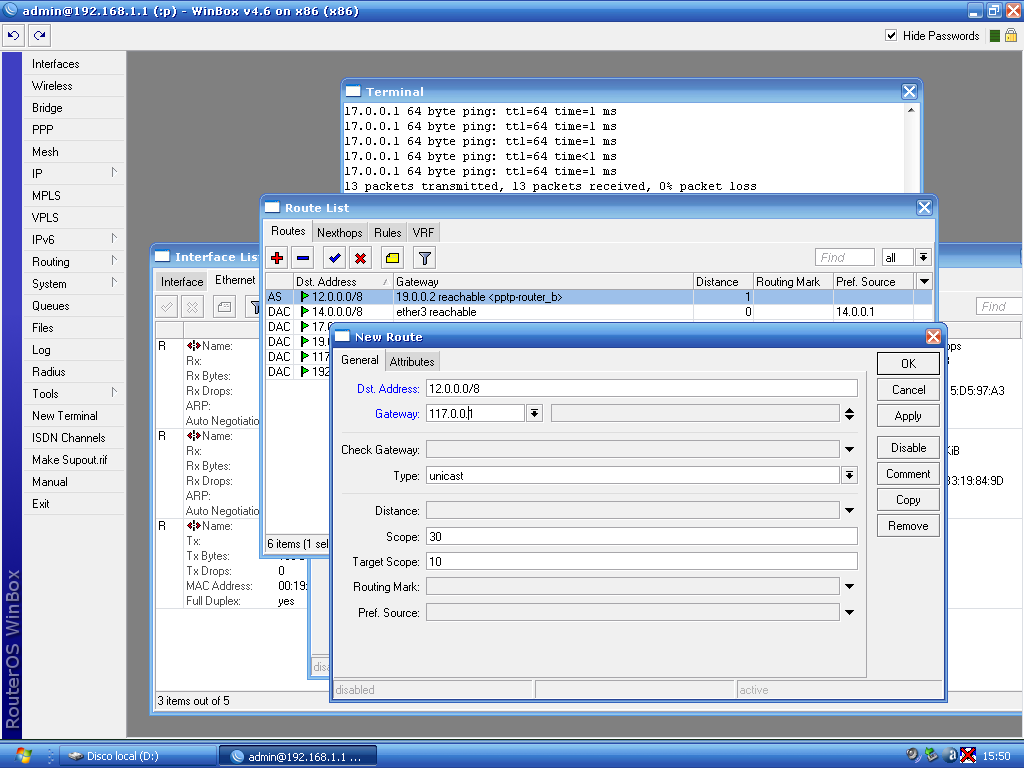 admin@192.168.1.1 (:p) - WinBox v4.6 on x86 (x86)
Hide Passwords
Interfaces
Wireless
Bridge
PPP
Mesh
IP
MPLS
VPLS
IPv6
Routing
System
Queues
Files
Log
Radius
Tools
New Terminal
ISDN Channels
Make Supout.rif
Manual
Exit
RouterOS WinBox
Terminal
17.0.0.1 64 byte ping: ttl=64 time=1 ms
17.0.0.1 64 byte ping: ttl=64 time=1 ms
17.0.0.1 64 byte ping: ttl=64 time=1 ms
17.0.0.1 64 byte ping: ttl=64 time<1 ms
17.0.0.1 64 byte ping: ttl=64 time=1 ms
13 packets transmitted, 13 packets received, 0% packet loss
Route List
Routes Nexthops Rules VRF
Find all
Dst. Address Gateway Distance Routing Mark Pref. Source
AS 12.0.0.0/8 19.0.0.2 reachable <pptp-router_b> 1
DAC 14.0.0.0/8 ether3 reachable 0 14.0.0.1
DAC 17.0
DAC 19.0
DAC 117
DAC 192
6 items (1 sel
Interface Lis
Interface Ethernet
Find
R Name:
Rx:
Rx Bytes:
Rx Drops:
ARP:
Auto Negotiatio
R Name:
Rx:
Rx Bytes:
Rx Drops:
ARP:
Auto Negotiatio
R Name:
Tx:
Tx Bytes:
Tx Drops: 0
MAC Address: 00:19:
Full Duplex: yes
ops
5:D5:97:A3
KiB
33:19:84:9D
3 items out of 5
disa
New Route
General Attributes
Dst. Address: 12.0.0.0/8
Gateway: 117.0.0.1
Check Gateway:
Type: unicast
Distance:
Scope: 30
Target Scope: 10
Routing Mark:
Pref. Source:
OK
Cancel
Apply
Disable
Comment
Copy
Remove
disabled active
Disco local (D:)
admin@192.168.1.1 ...
15:50